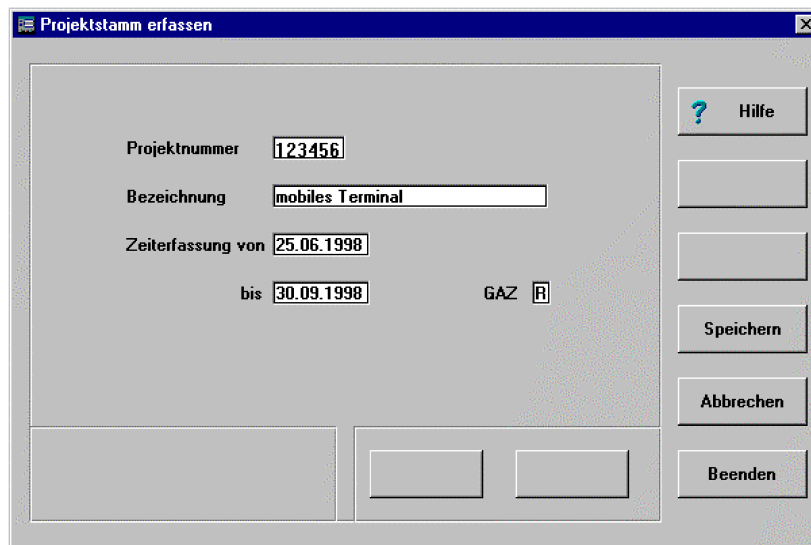 Projektstamm erfassen
Hilfe
Projektnummer 123456
Bezeichnung mobiles Terminal
Zeiterfassung von 25.06.1998
bis 30.09.1998 GAZ R
Speichern
Abbrechen
Beenden